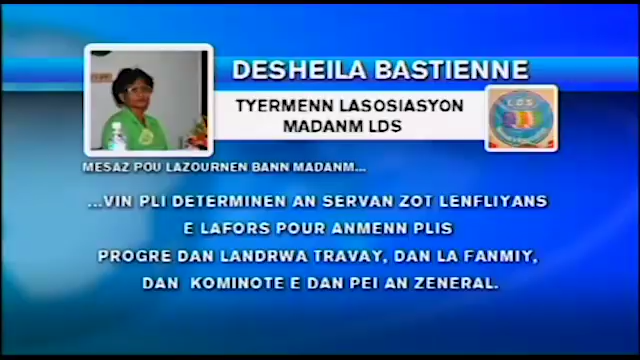 DESHEILA BASTIENNE
TYERMENN LASOSIASYON
MADANM LDS
L.D.S.
MESAZ POU LAZOURNEN BANN MADANM...
...VIN PLI DETERMINEN AN SERVAN ZOT LENFLIYANS
E LAFORS POUR ANMENN PLIS
PROGRE DAN LANDRWA TRAVAY, DAN LA FANMIY,
DAN KOMINOTE E DAN PEI AN ZENERAL.